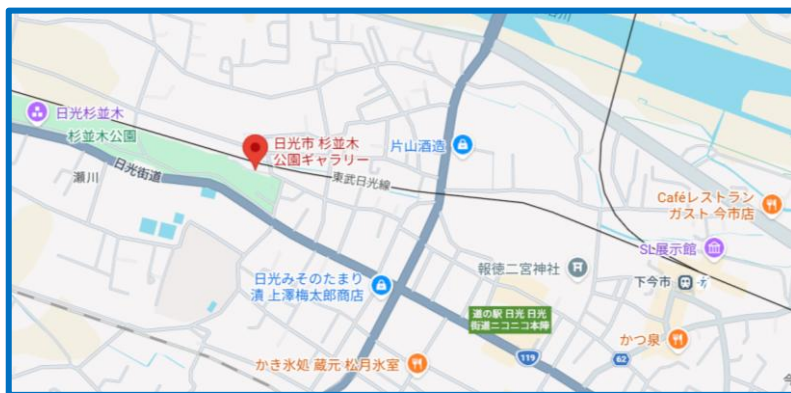 日光杉並木
杉並木公園
日光市 杉並木
公園ギャラリー
片山酒造
東武日光線
日光街道
瀬川
Caféレストラン
ガスト 今市店
SL展示館
報徳二宮神社
下今市
日光みそのたまり
漬 上澤梅太郎商店
道の駅 日光 日光
街道ニコニコ本陣
かつ泉
119
62
かき氷処 蔵元 松月氷室